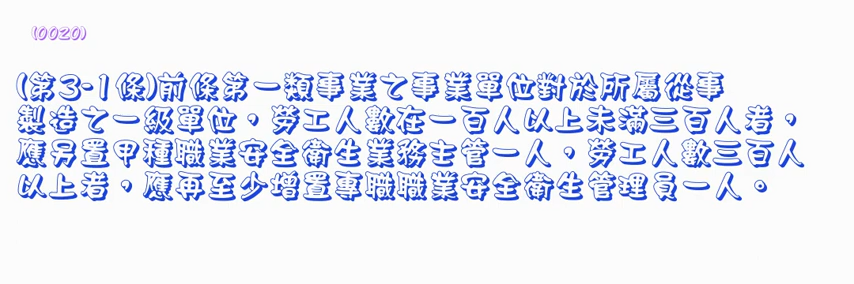 (0020)
(第3-1條)前條第一類事業之事業單位對於所屬從事
製造之一級單位，勞工人數在一百人以上未滿三百人者，
應另置甲種職業安全衛生業務主管一人，勞工人數三百人
以上者，應再至少增置專職職業安全衛生管理員一人。